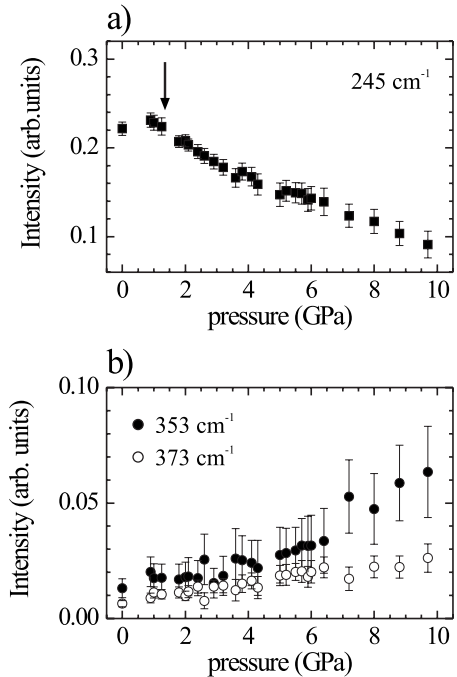 a)
0.3
245 cm-1
0.2
0.1
Intensity (arb.units)
0 2 4 6 8 10
pressure (GPa)
b)
0.10
353 cm-1
373 cm-1
0.05
0.00
Intensity (arb. units)
0 2 4 6 8 10
pressure (GPa)